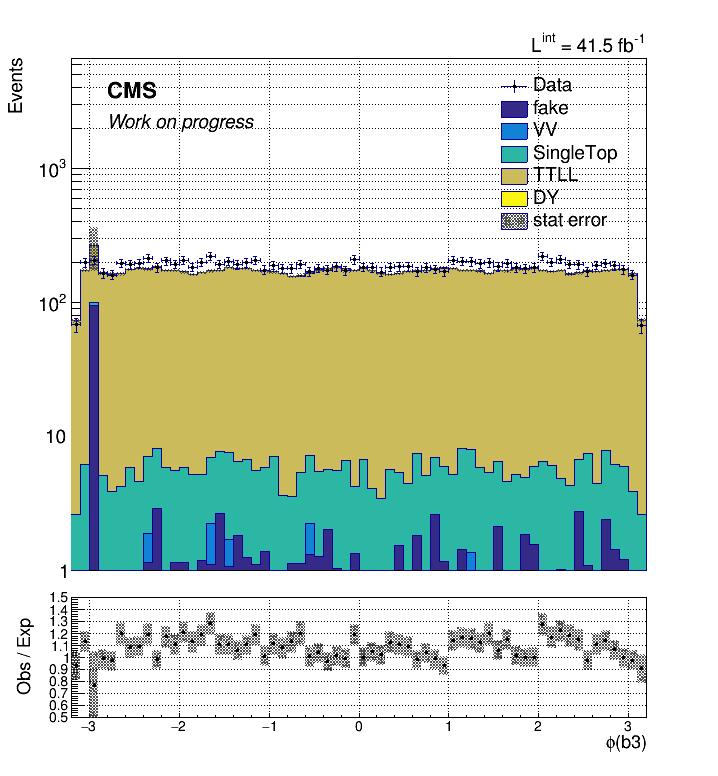 L^int = 41.5 fb^-1
Events
CMS
Work on progress
Data
fake
VV
SingleTop
TTLL
DY
stat error
10^3
10^2
10
1
Obs / Exp
1.5
1.4
1.3
1.2
1.1
1
0.9
0.8
0.7
0.6
0.5
−3 −2 −1 0 1 2 3
ϕ(b3)